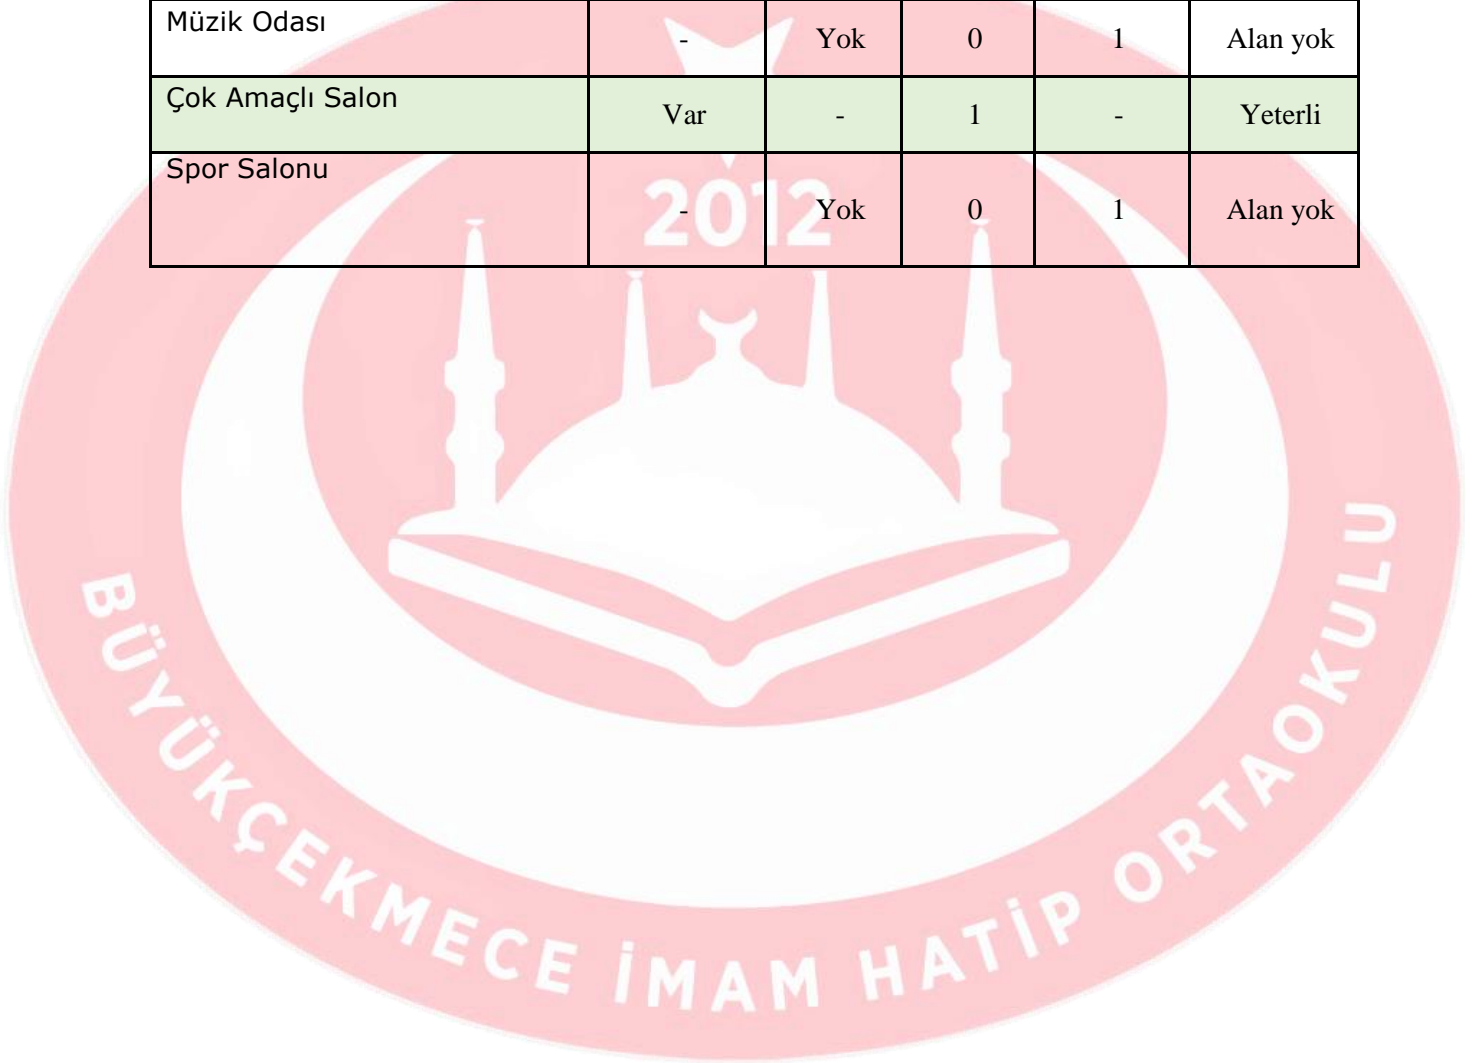 Müzik Odası - Yok 0 1 Alan yok
Çok Amaçlı Salon Var - 1 - Yeterli
Spor Salonu - Yok 0 1 Alan yok
2012
BÜYÜKÇEKMECE İMAM HATİP ORTAOKULU